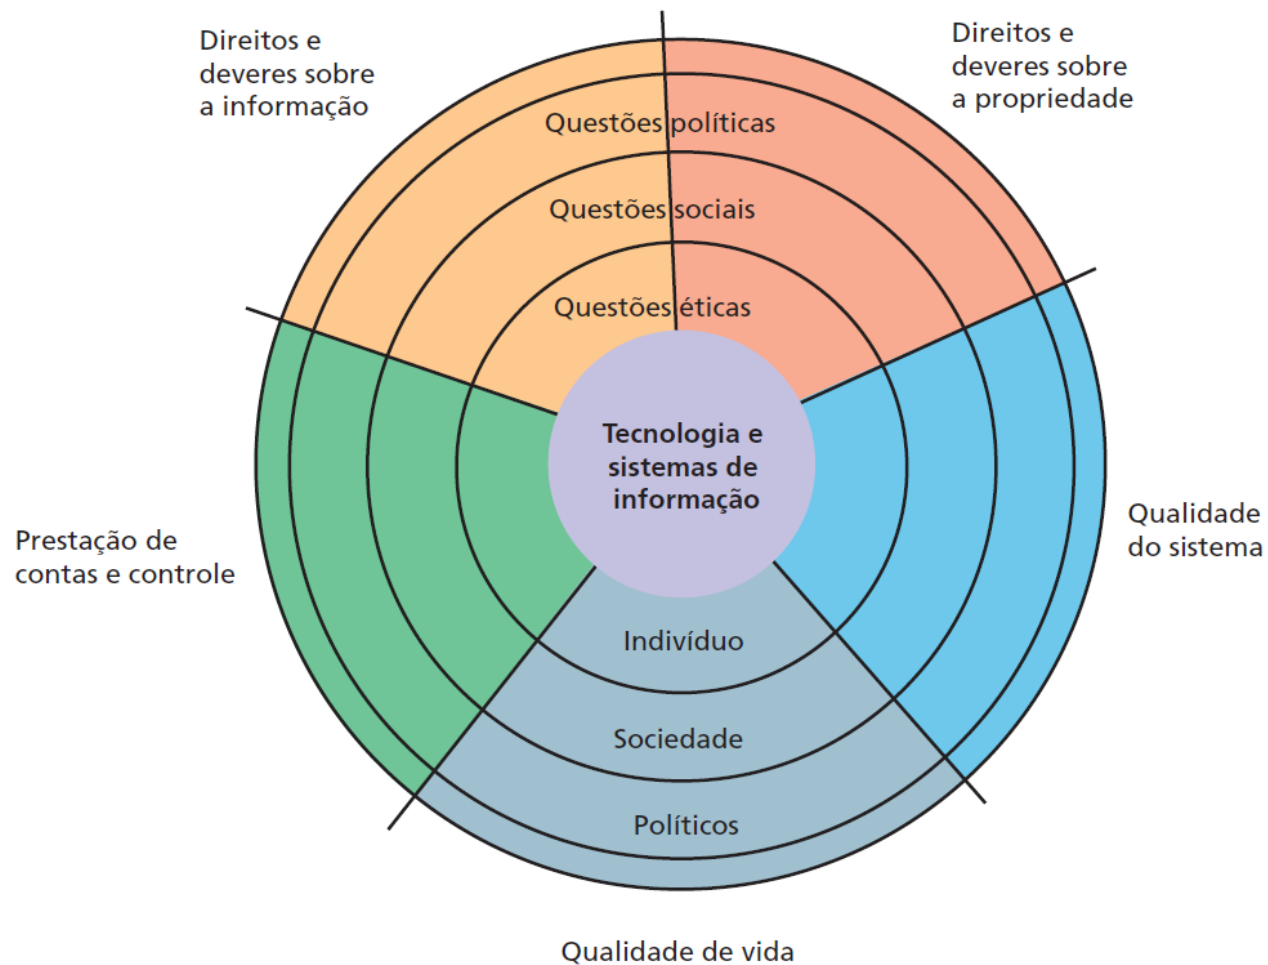 Direitos e
deveres sobre
a informação
Direitos e
deveres sobre
a propriedade
Questões políticas
Questões sociais
Questões éticas
Tecnologia e
sistemas de
informação
Prestação de
contas e controle
Qualidade
do sistema
Indivíduo
Sociedade
Políticos
Qualidade de vida